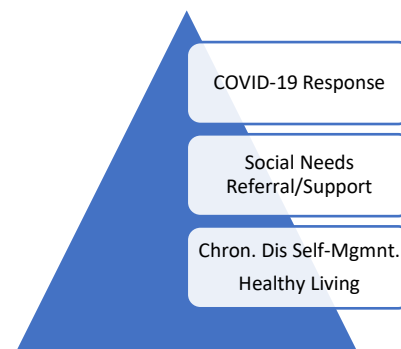 COVID-19 Response
Social Needs
Referral/Support
Chron. Dis Self-Mgmnt.
Healthy Living